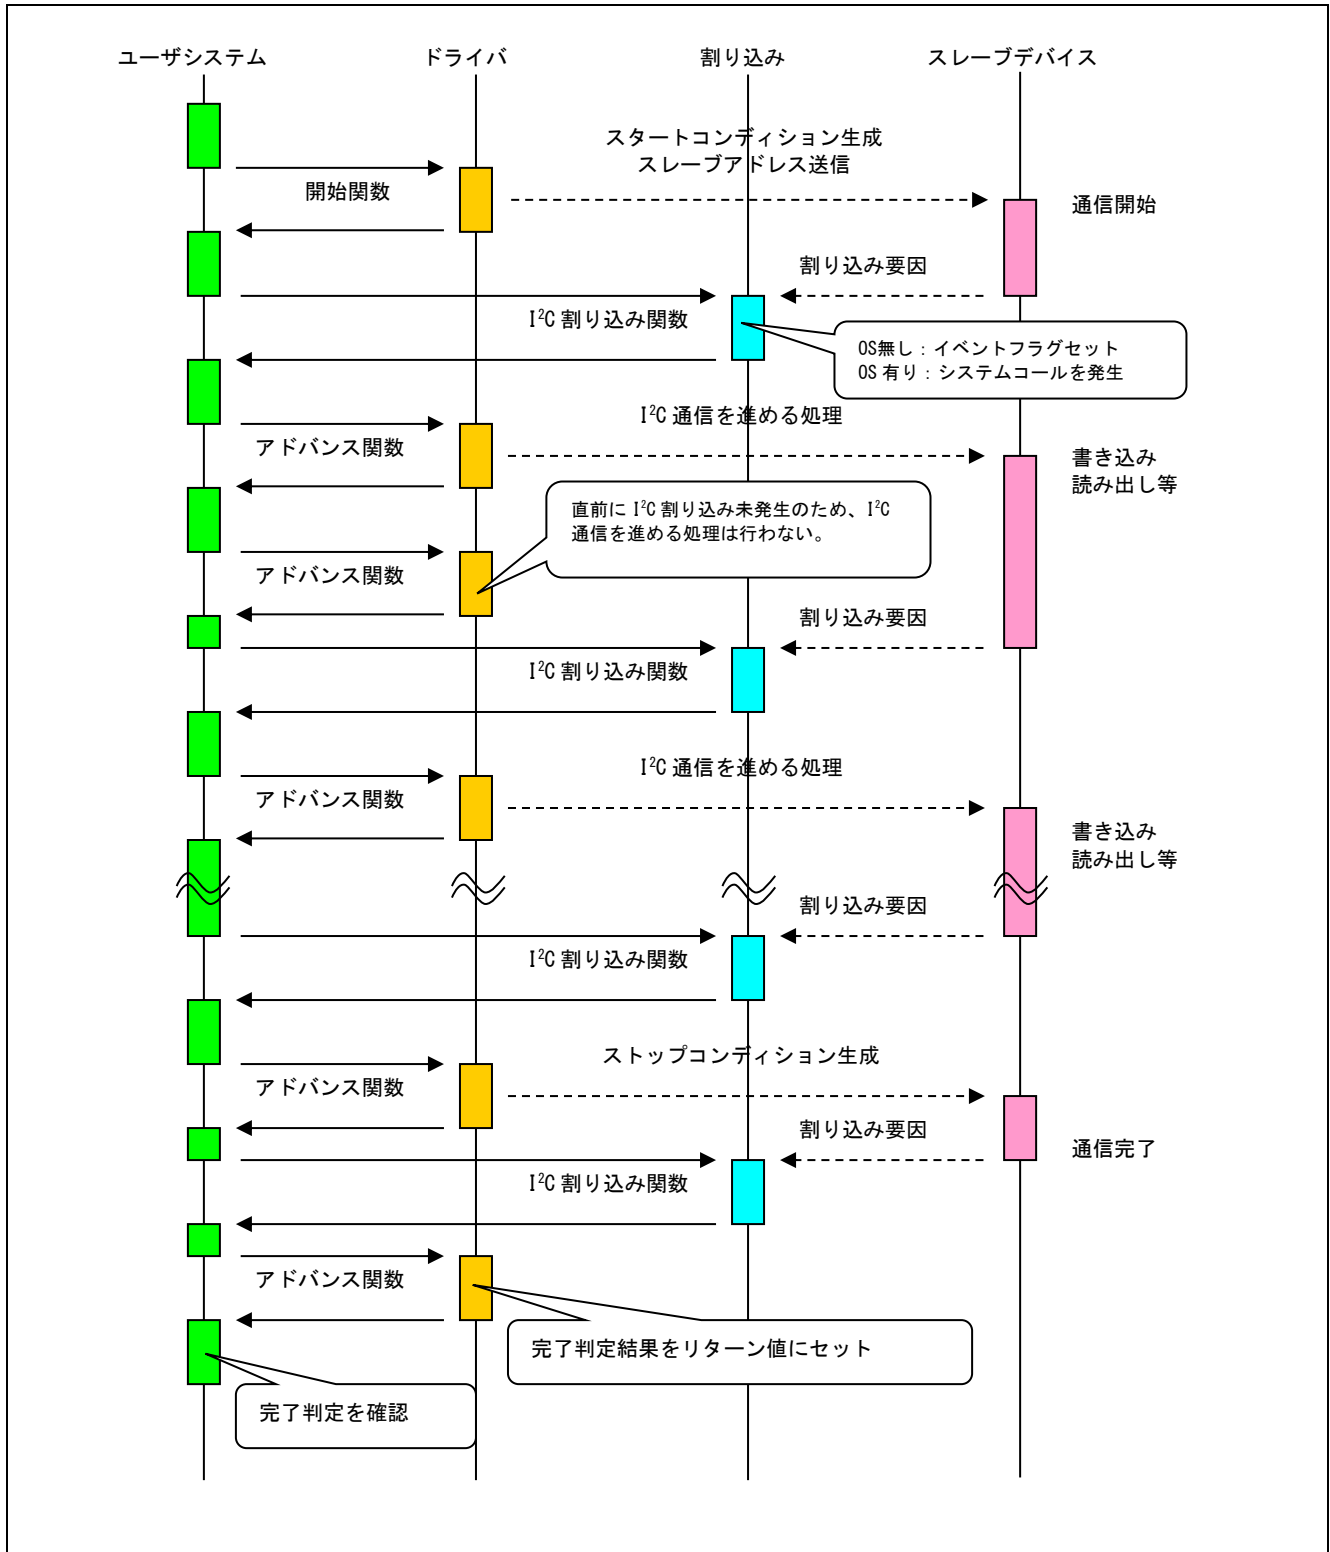 ユーザシステム
ドライバ
割り込み
スレーブデバイス
スタートコンディション生成
スレーブアドレス送信
開始関数
通信開始
割り込み要因
I²C 割り込み関数
OS無し：イベントフラグセット
OS 有り：システムコールを発生
I²C 通信を進める処理
アドバンス関数
書き込み
読み出し等
直前に I²C 割り込み未発生のため、I²C
通信を進める処理は行わない。
アドバンス関数
割り込み要因
I²C 割り込み関数
I²C 通信を進める処理
アドバンス関数
書き込み
読み出し等
割り込み要因
I²C 割り込み関数
ストップコンディション生成
アドバンス関数
割り込み要因
通信完了
I²C 割り込み関数
アドバンス関数
完了判定結果をリターン値にセット
完了判定を確認